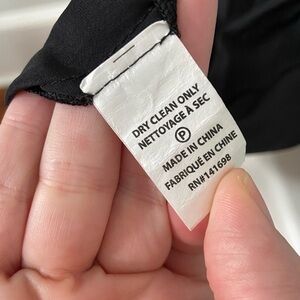 DRY CLEAN ONLY
NETTOYAGE À SEC
P
MADE IN CHINA
FABRIQUÉ EN CHINE
RN#141698